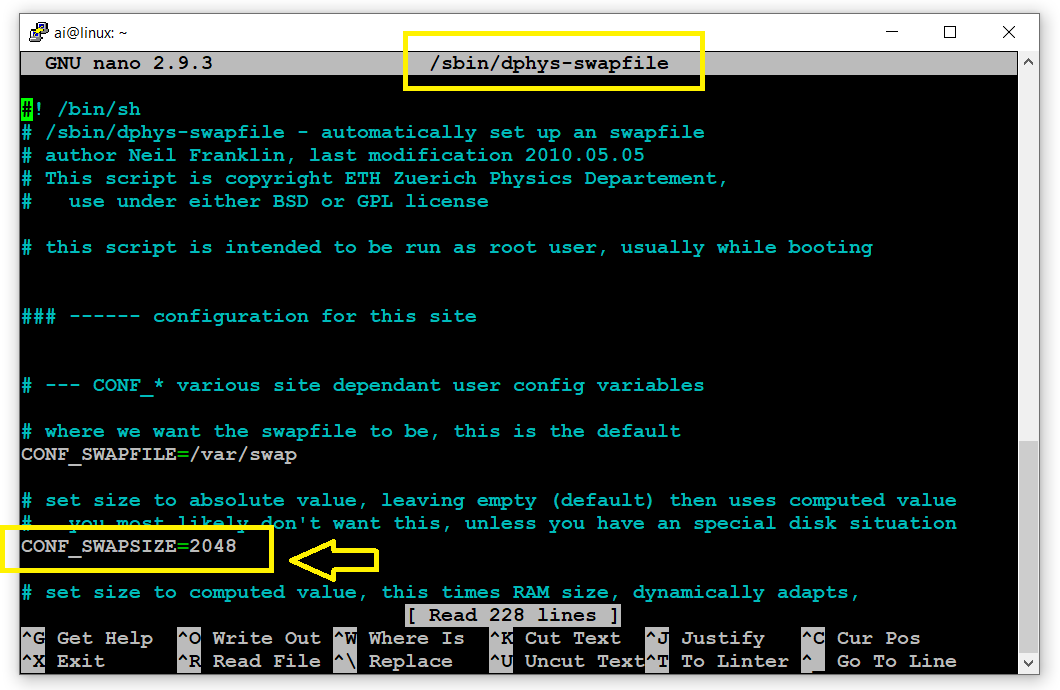 ai@linux: ~
GNU nano 2.9.3 /sbin/dphys-swapfile
#! /bin/sh
# /sbin/dphys-swapfile - automatically set up an swapfile
# author Neil Franklin, last modification 2010.05.05
# This script is copyright ETH Zuerich Physics Departement,
#   use under either BSD or GPL license
# this script is intended to be run as root user, usually while booting
### ------ configuration for this site
# --- CONF_* various site dependant user config variables
# where we want the swapfile to be, this is the default
CONF_SWAPFILE=/var/swap
# set size to absolute value, leaving empty (default) then uses computed value
#   you most likely don't want this, unless you have an special disk situation
CONF_SWAPSIZE=2048
# set size to computed value, this times RAM size, dynamically adapts,
[ Read 228 lines ]
^G Get Help ^O Write Out ^W Where Is ^K Cut Text ^J Justify ^C Cur Pos
^X Exit ^R Read File ^\ Replace ^U Uncut Text ^T To Linter ^_ Go To Line